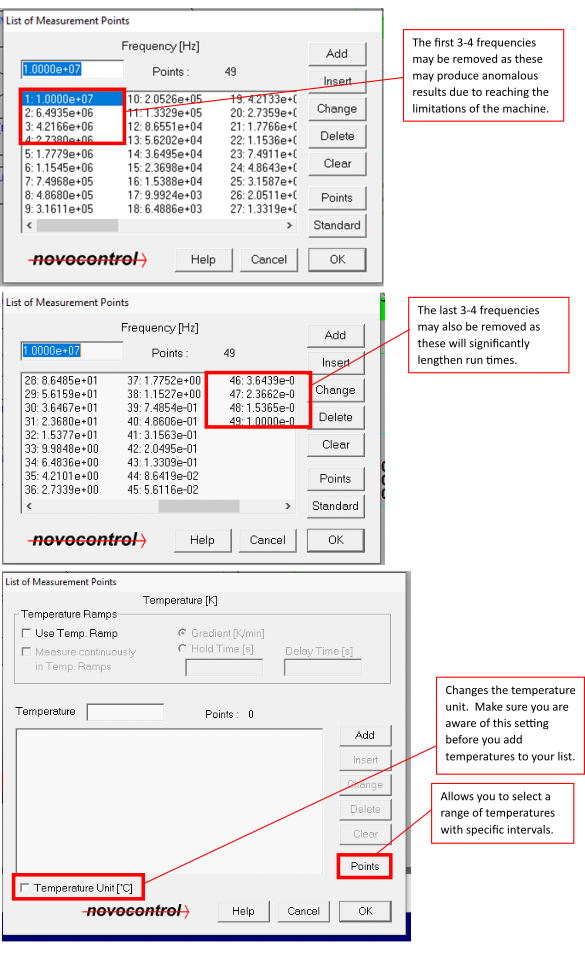 List of Measurement Points
Frequency [Hz]
1.0000e+07
Points : 49
1: 1.0000e+07 10: 2.0526e+05 19: 4.2133e+0
2: 6.4935e+06 11: 1.3329e+05 20: 2.7359e+0
3: 4.2166e+06 12: 8.6551e+04 21: 1.7766e+0
4: 2.7380e+06 13: 5.6202e+04 22: 1.1536e+0
5: 1.7779e+06 14: 3.6495e+04 23: 7.4911e+0
6: 1.1545e+06 15: 2.3698e+04 24: 4.8643e+0
7: 7.4968e+05 16: 1.5388e+04 25: 3.1587e+0
8: 4.8680e+05 17: 9.9924e+03 26: 2.0511e+0
9: 3.1611e+05 18: 6.4886e+03 27: 1.3319e+0
Add
Insert
Change
Delete
Clear
Points
Standard
novocontrol Help Cancel OK
The first 3-4 frequencies
may be removed as these
may produce anomalous
results due to reaching the
limitations of the machine.
List of Measurement Points
Frequency [Hz]
1.0000e+07
Points : 49
28: 8.6485e+01 37: 1.7752e+00 46: 3.6439e-0
29: 5.6159e+01 38: 1.1527e+00 47: 2.3662e-0
30: 3.6467e+01 39: 7.4854e-01 48: 1.5365e-0
31: 2.3680e+01 40: 4.8606e-01 49: 1.0000e-0
32: 1.5377e+01 41: 3.1563e-01
33: 9.9848e+00 42: 2.0495e-01
34: 6.4836e+00 43: 1.3309e-01
35: 4.2101e+00 44: 8.6419e-02
36: 2.7339e+00 45: 5.6116e-02
Add
Insert
Change
Delete
Clear
Points
Standard
novocontrol Help Cancel OK
The last 3-4 frequencies
may also be removed as
these will significantly
lengthen run times.
List of Measurement Points
Temperature [K]
Temperature Ramps
Use Temp. Ramp
Measure continuously
in Temp. Ramps
Gradient [K/min]
Hold Time [s]
Delay Time [s]
Temperature
Points : 0
Add
Insert
Change
Delete
Clear
Points
Temperature Unit [°C]
novocontrol Help Cancel OK
Changes the temperature
unit. Make sure you are
aware of this setting
before you add
temperatures to your list.
Allows you to select a
range of temperatures
with specific intervals.